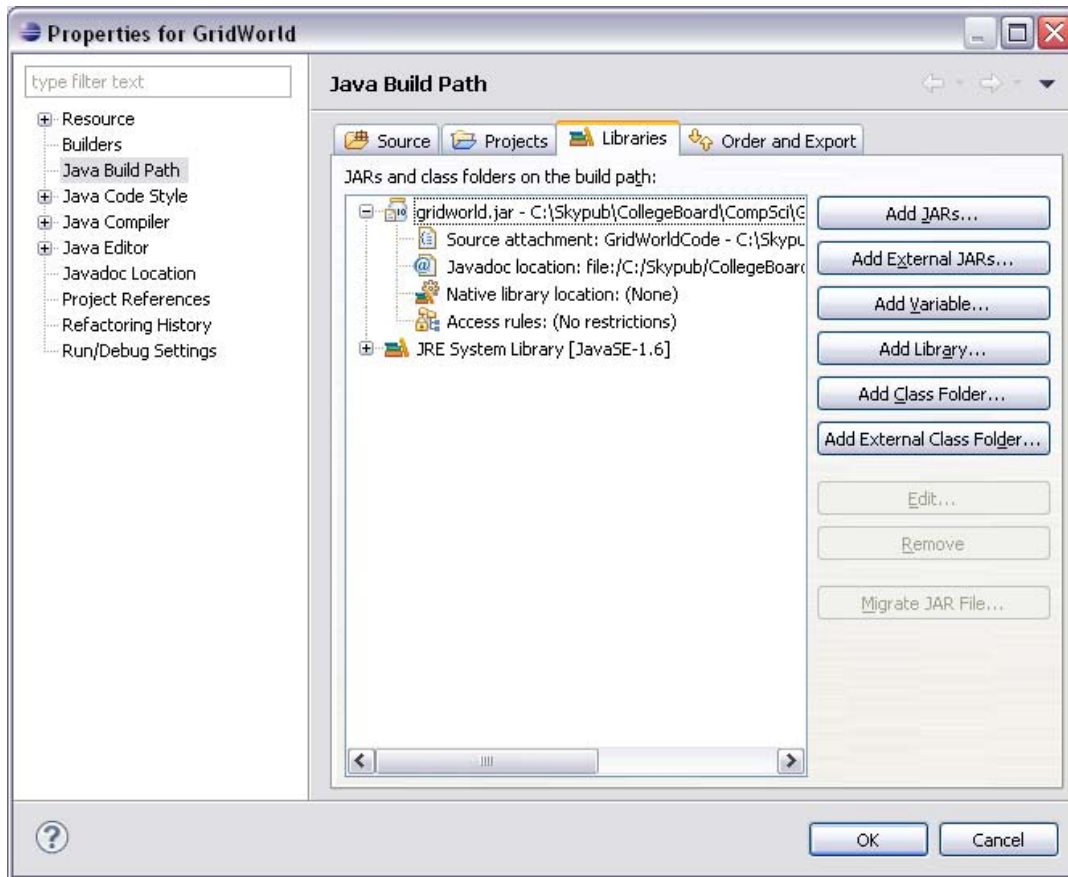 Properties for GridWorld
type filter text
Resource
Builders
Java Build Path
Java Code Style
Java Compiler
Java Editor
Javadoc Location
Project References
Refactoring History
Run/Debug Settings
Java Build Path
Source Projects Libraries Order and Export
JARs and class folders on the build path:
gridworld.jar - C:\Skypub\CollegeBoard\CompSci\G
Source attachment: GridWorldCode - C:\Skypu
Javadoc location: file:/C:/Skypub/CollegeBoar
Native library location: (None)
Access rules: (No restrictions)
JRE System Library [JavaSE-1.6]
Add JARs...
Add External JARs...
Add Variable...
Add Library...
Add Class Folder...
Add External Class Folder...
Edit...
Remove
Migrate JAR File...
OK Cancel